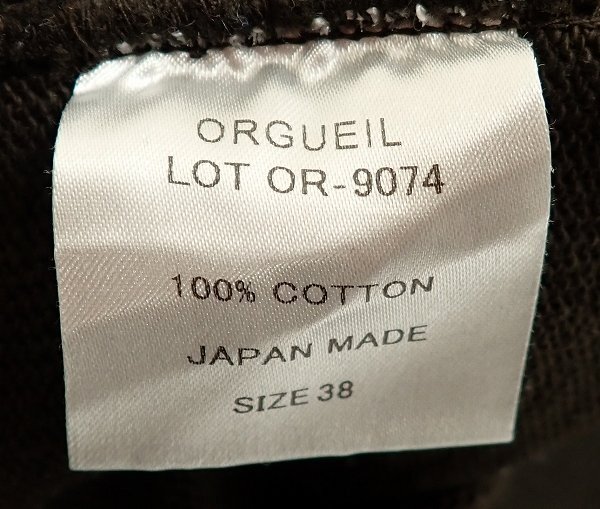 ORGUEIL
LOT OR-9074
100% COTTON
JAPAN MADE
SIZE 38